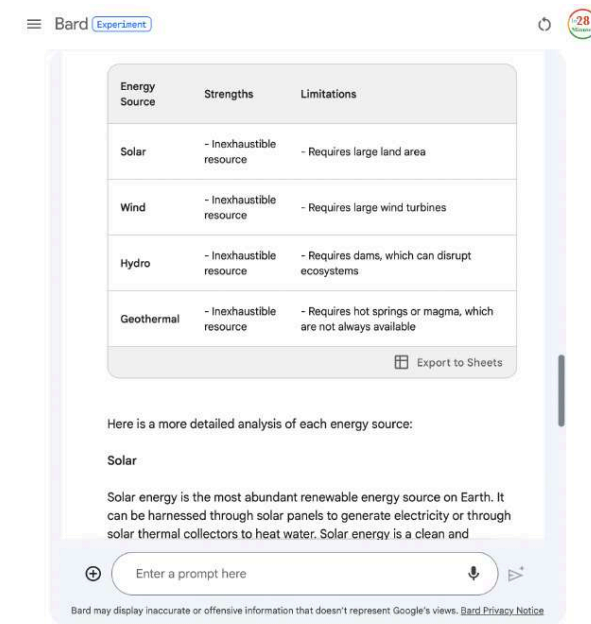 Bard Experiment
28
Minutes
Energy Source Strengths Limitations
Solar - Inexhaustible resource - Requires large land area
Wind - Inexhaustible resource - Requires large wind turbines
Hydro - Inexhaustible resource - Requires dams, which can disrupt ecosystems
Geothermal - Inexhaustible resource - Requires hot springs or magma, which are not always available
Export to Sheets
Here is a more detailed analysis of each energy source:
Solar
Solar energy is the most abundant renewable energy source on Earth. It
can be harnessed through solar panels to generate electricity or through
solar thermal collectors to heat water. Solar energy is a clean and
Enter a prompt here
Bard may display inaccurate or offensive information that doesn't represent Google's views. Bard Privacy Notice